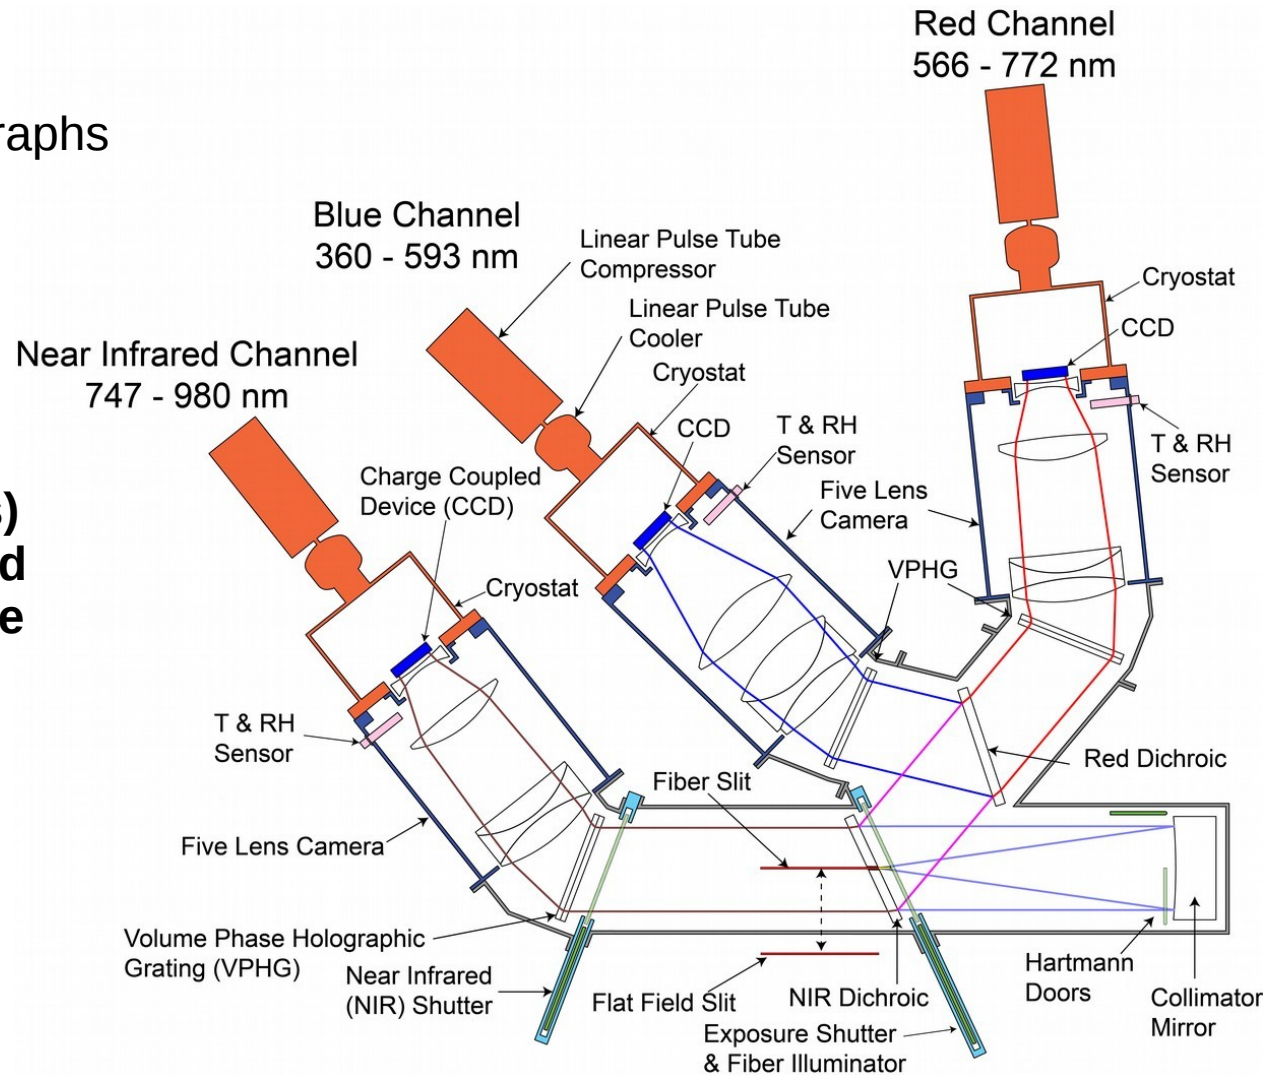 Red Channel
566 - 772 nm
raphs
Blue Channel
360 - 593 nm
Linear Pulse Tube
Compressor
Cryostat
Linear Pulse Tube
Cooler
CCD
Near Infrared Channel
747 - 980 nm
Cryostat
CCD
T & RH
Sensor
T & RH
Sensor
Charge Coupled
Device (CCD)
Five Lens
Camera
s)
d
e
VPHG
Cryostat
T & RH
Sensor
Red Dichroic
Fiber Slit
Five Lens Camera
Volume Phase Holographic
Grating (VPHG)
Near Infrared
(NIR) Shutter
Flat Field Slit
NIR Dichroic
Exposure Shutter
& Fiber Illuminator
Hartmann
Doors
Collimator
Mirror